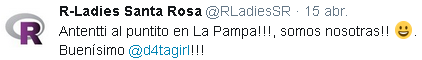 R-Ladies Santa Rosa @RLadiesSR · 15 abr.
Antentti al puntito en La Pampa!!!, somos nosotras!! 😀.
Buenísimo @d4tagirl!!!